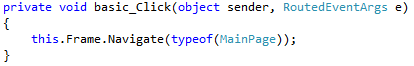 private void basic_Click(object sender, RoutedEventArgs e)
{
    this.Frame.Navigate(typeof(MainPage));
}